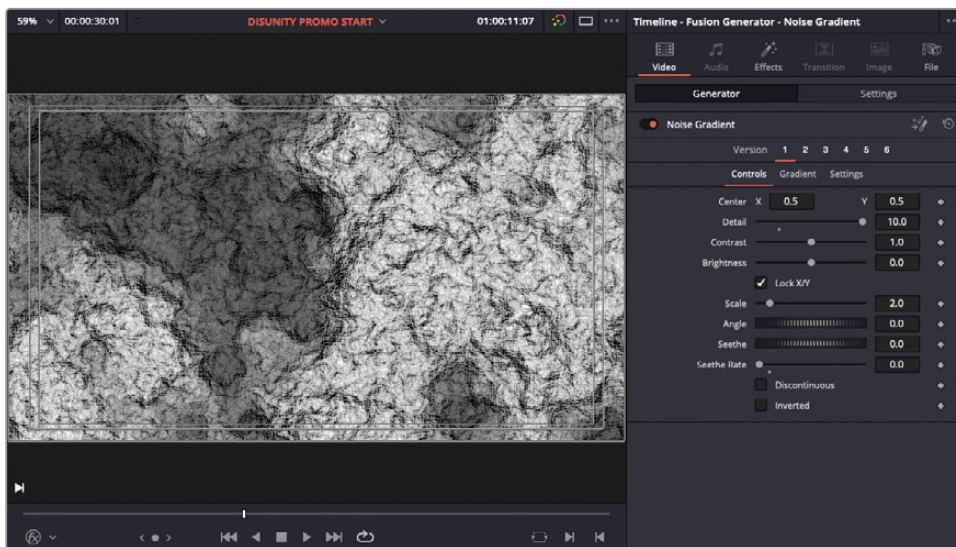 59%
00:00:30:01
DISUNITY PROMO START
01:00:11:07
Timeline - Fusion Generator - Noise Gradient
Video
Audio
Effects
Transition
Image
File
Generator
Settings
Noise Gradient
Version 1 2 3 4 5 6
Controls Gradient Settings
Center X 0.5 Y 0.5
Detail 10.0
Contrast 1.0
Brightness 0.0
Lock X/Y
Scale 2.0
Angle 0.0
Seethe 0.0
Seethe Rate 0.0
Discontinuous
Inverted